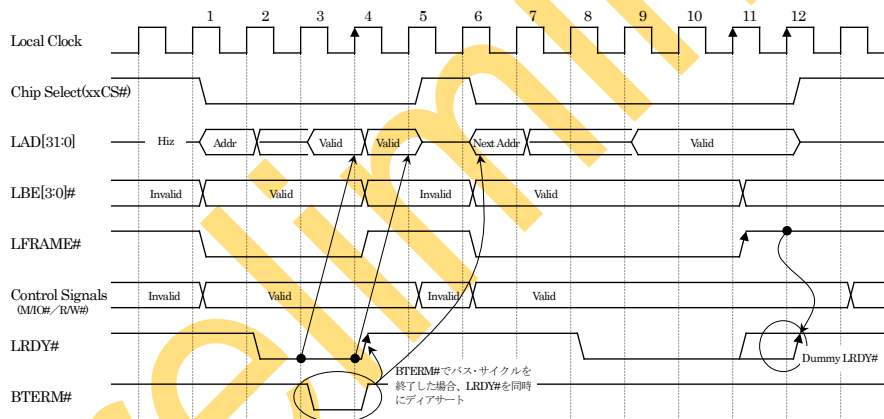 1 2 3 4 5 6 7 8 9 10 11 12
Local Clock
Chip Select(xxCS#)
LAD[31:0] Hiz Addr Valid Valid Next Addr Valid
LBE[3:0]# Invalid Valid Invalid Valid
LFRAME#
Control Signals Invalid Valid Invalid Valid
(M/IO#／R/W#)
LRDY#
Dummy LRDY#
BTERM#でバス・サイクルを
終了した場合、LRDY#を同時
にディアサート
BTERM#